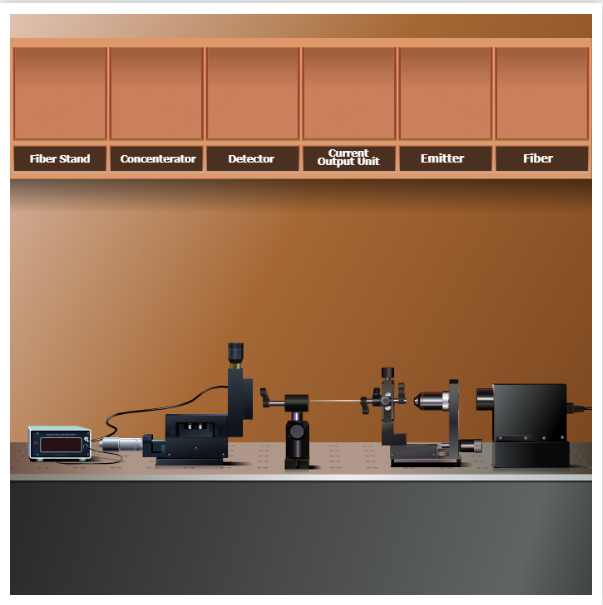 Fiber Stand
Concenterator
Detector
Current
Output Unit
Emitter
Fiber